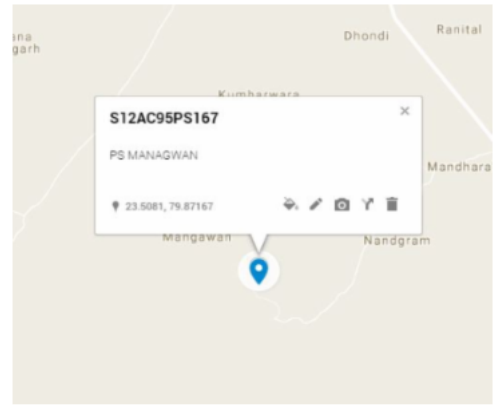 ana
garh
Dhondi
Ranital
Kumharwara
S12AC95PS167
×
PS MANAGWAN
Mandhara
23.5081, 79.87167
Mangawan
Nandgram